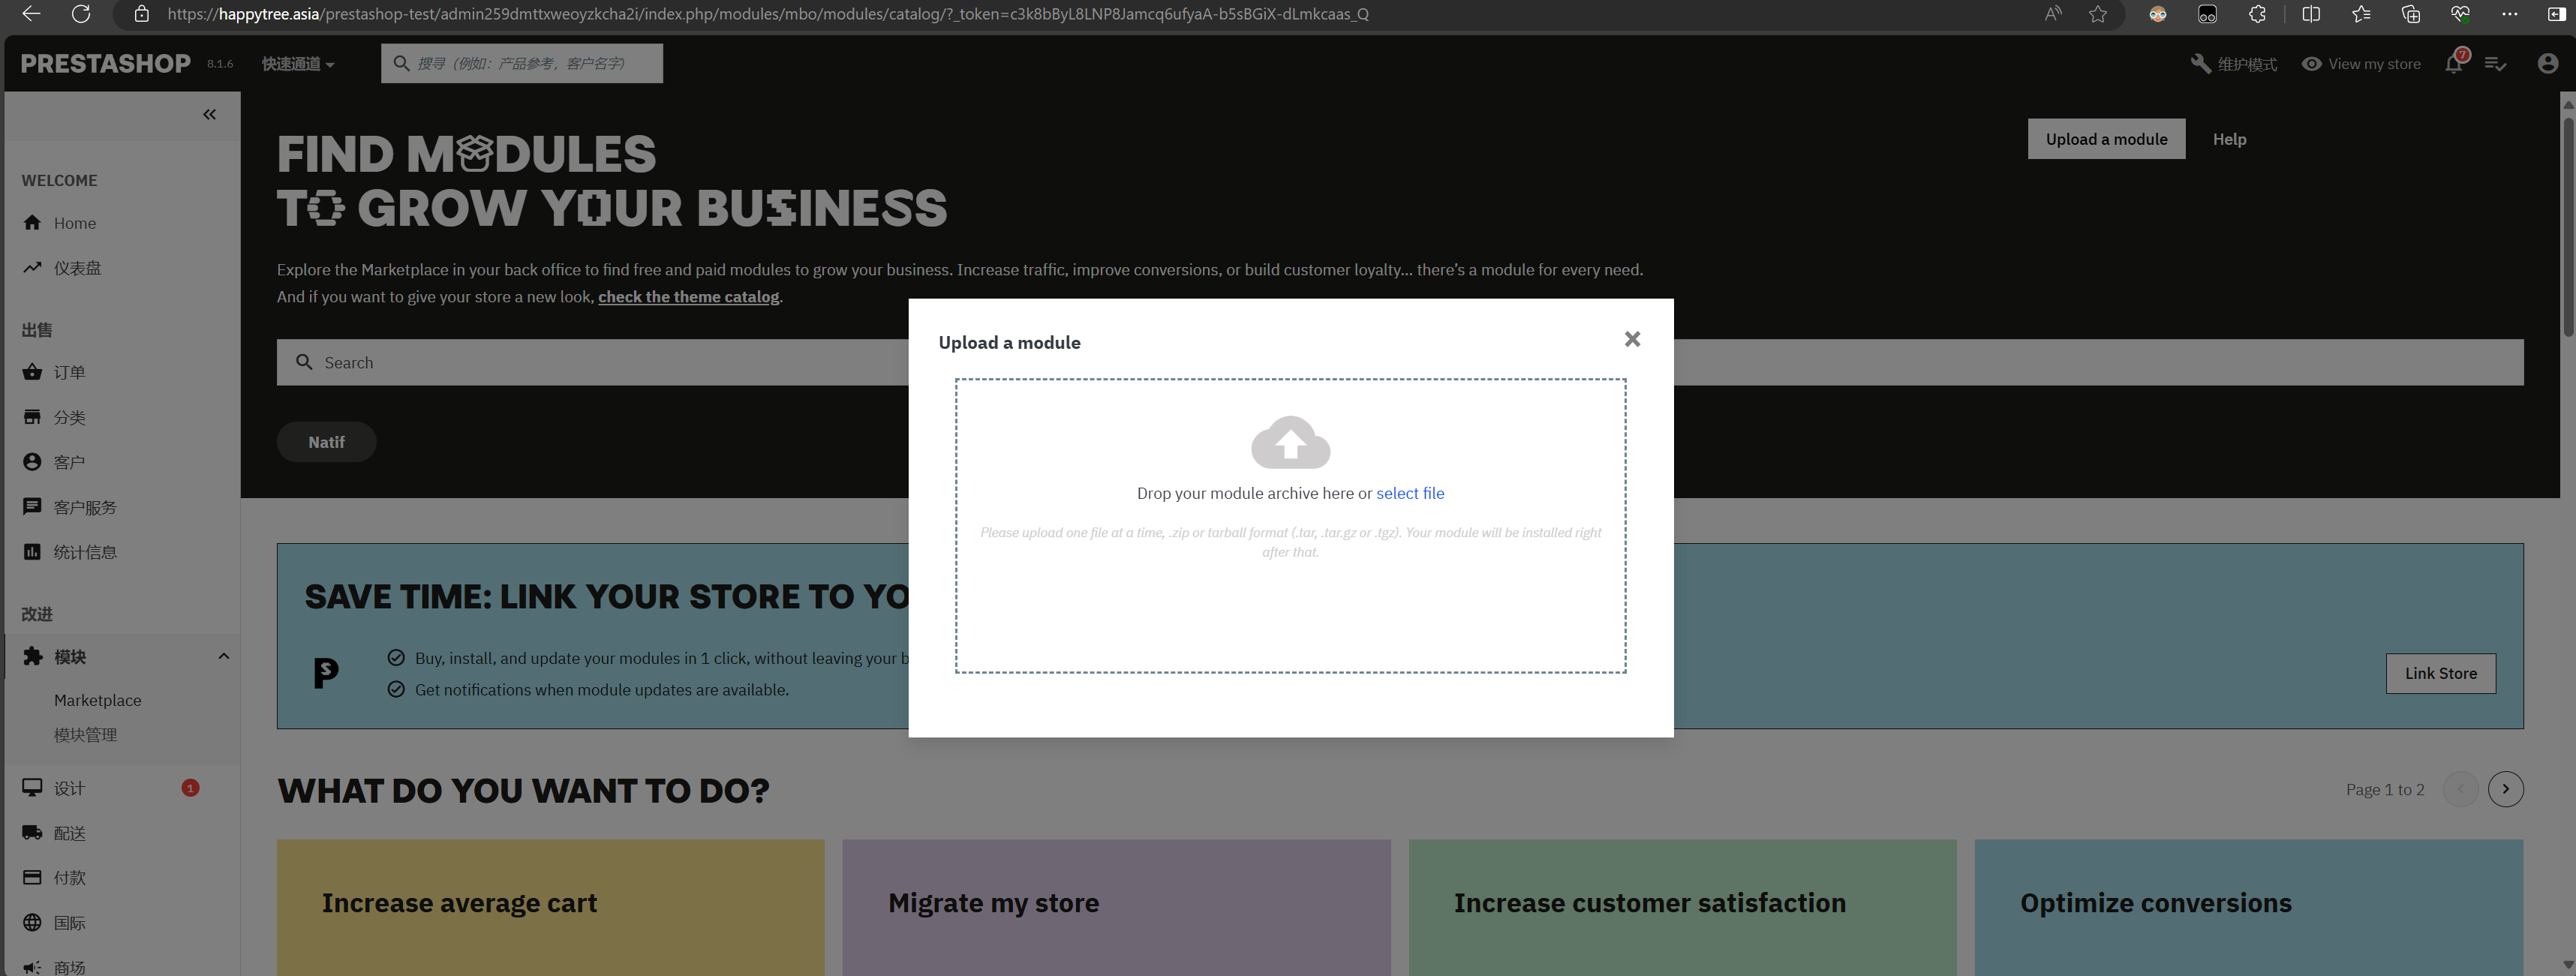 https://happytree.asia/prestashop-test/admin259dmttxweoyzkcha2i/index.php/modules/mbo/modules/catalog/?_token=c3k8bByL8LNP8Jamcq6ufyaA-b5sBGiX-dLmkcaas_Q
PRESTASHOP 8.1.6 快速通道 搜寻（例如：产品参考，客户名字） 维护模式 View my store 7
WELCOME
Home
仪表盘
出售
订单
分类
客户
客户服务
统计信息
改进
模块
Marketplace
模块管理
设计 1
配送
付款
国际
商场
FIND MODULES
TO GROW YOUR BUSINESS
Upload a module Help
Explore the Marketplace in your back office to find free and paid modules to grow your business. Increase traffic, improve conversions, or build customer loyalty... there’s a module for every need.
And if you want to give your store a new look, check the theme catalog.
Search
Natif
Upload a module
Drop your module archive here or select file
Please upload one file at a time, .zip or tarball format (.tar, .tar.gz or .tgz). Your module will be installed right
after that.
SAVE TIME: LINK YOUR STORE TO YO
Buy, install, and update your modules in 1 click, without leaving your b
Get notifications when module updates are available.
Link Store
WHAT DO YOU WANT TO DO?
Page 1 to 2
Increase average cart
Migrate my store
Increase customer satisfaction
Optimize conversions